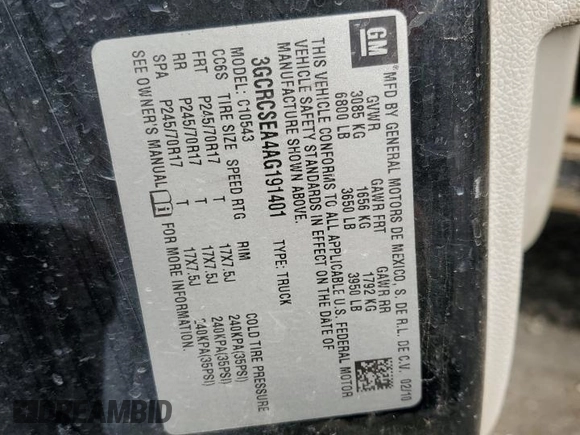 GM
®
MFD BY GENERAL MOTORS DE MEXICO, S. DE R.L. DE C.V. 02/10
GVWR GAWR FRT GAWR RR
3085 KG 1656 KG 1792 KG
6800 LB 3650 LB 3950 LB
THIS VEHICLE CONFORMS TO ALL APPLICABLE U.S. FEDERAL MOTOR
VEHICLE SAFETY STANDARDS IN EFFECT ON THE DATE OF
MANUFACTURE SHOWN ABOVE.
3GCRCSEA4AG191401 TYPE: TRUCK
MODEL: C10543
CC6S TIRE SIZE SPEED RTG RIM COLD TIRE PRESSURE
FRT P245/70R17 T 17X7.5J 240KPA(35PSI)
RR P245/70R17 T 17X7.5J 240KPA(35PSI)
SPA P245/70R17 T 17X7.5J 240KPA(35PSI)
SEE OWNER'S MANUAL i FOR MORE INFORMATION.
DREAMBID